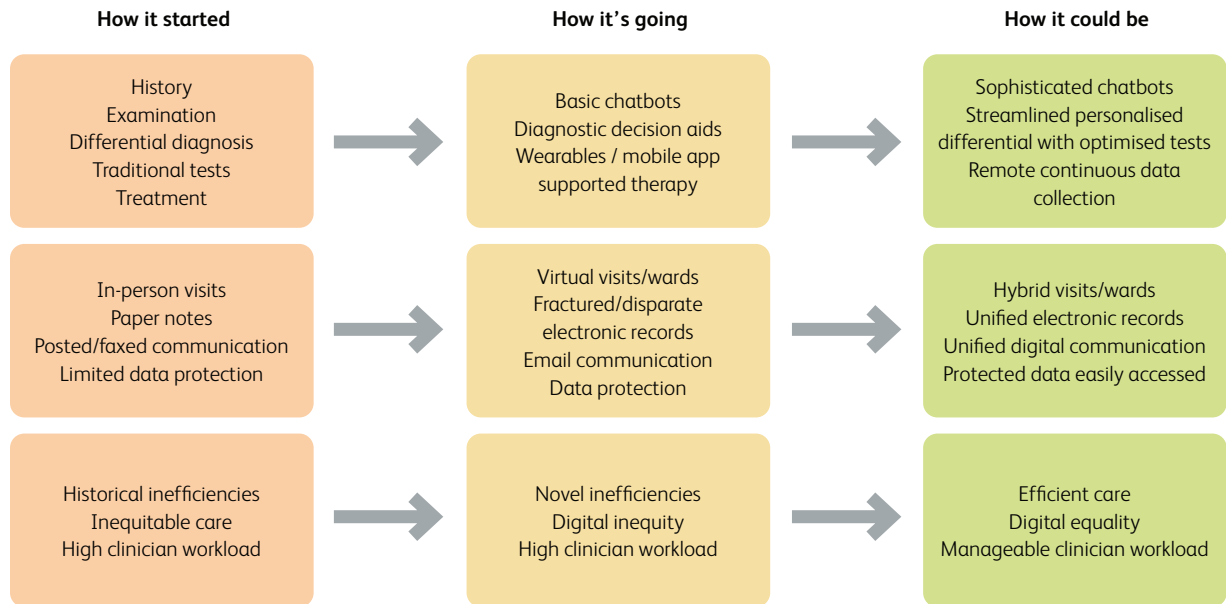 How it started
How it's going
How it could be
History
Examination
Differential diagnosis
Traditional tests
Treatment
Basic chatbots
Diagnostic decision aids
Wearables / mobile app
supported therapy
Sophisticated chatbots
Streamlined personalised
differential with optimised tests
Remote continuous data
collection
In-person visits
Paper notes
Posted/faxed communication
Limited data protection
Virtual visits/wards
Fractured/disparate
electronic records
Email communication
Data protection
Hybrid visits/wards
Unified electronic records
Unified digital communication
Protected data easily accessed
Historical inefficiencies
Inequitable care
High clinician workload
Novel inefficiencies
Digital inequity
High clinician workload
Efficient care
Digital equality
Manageable clinician workload